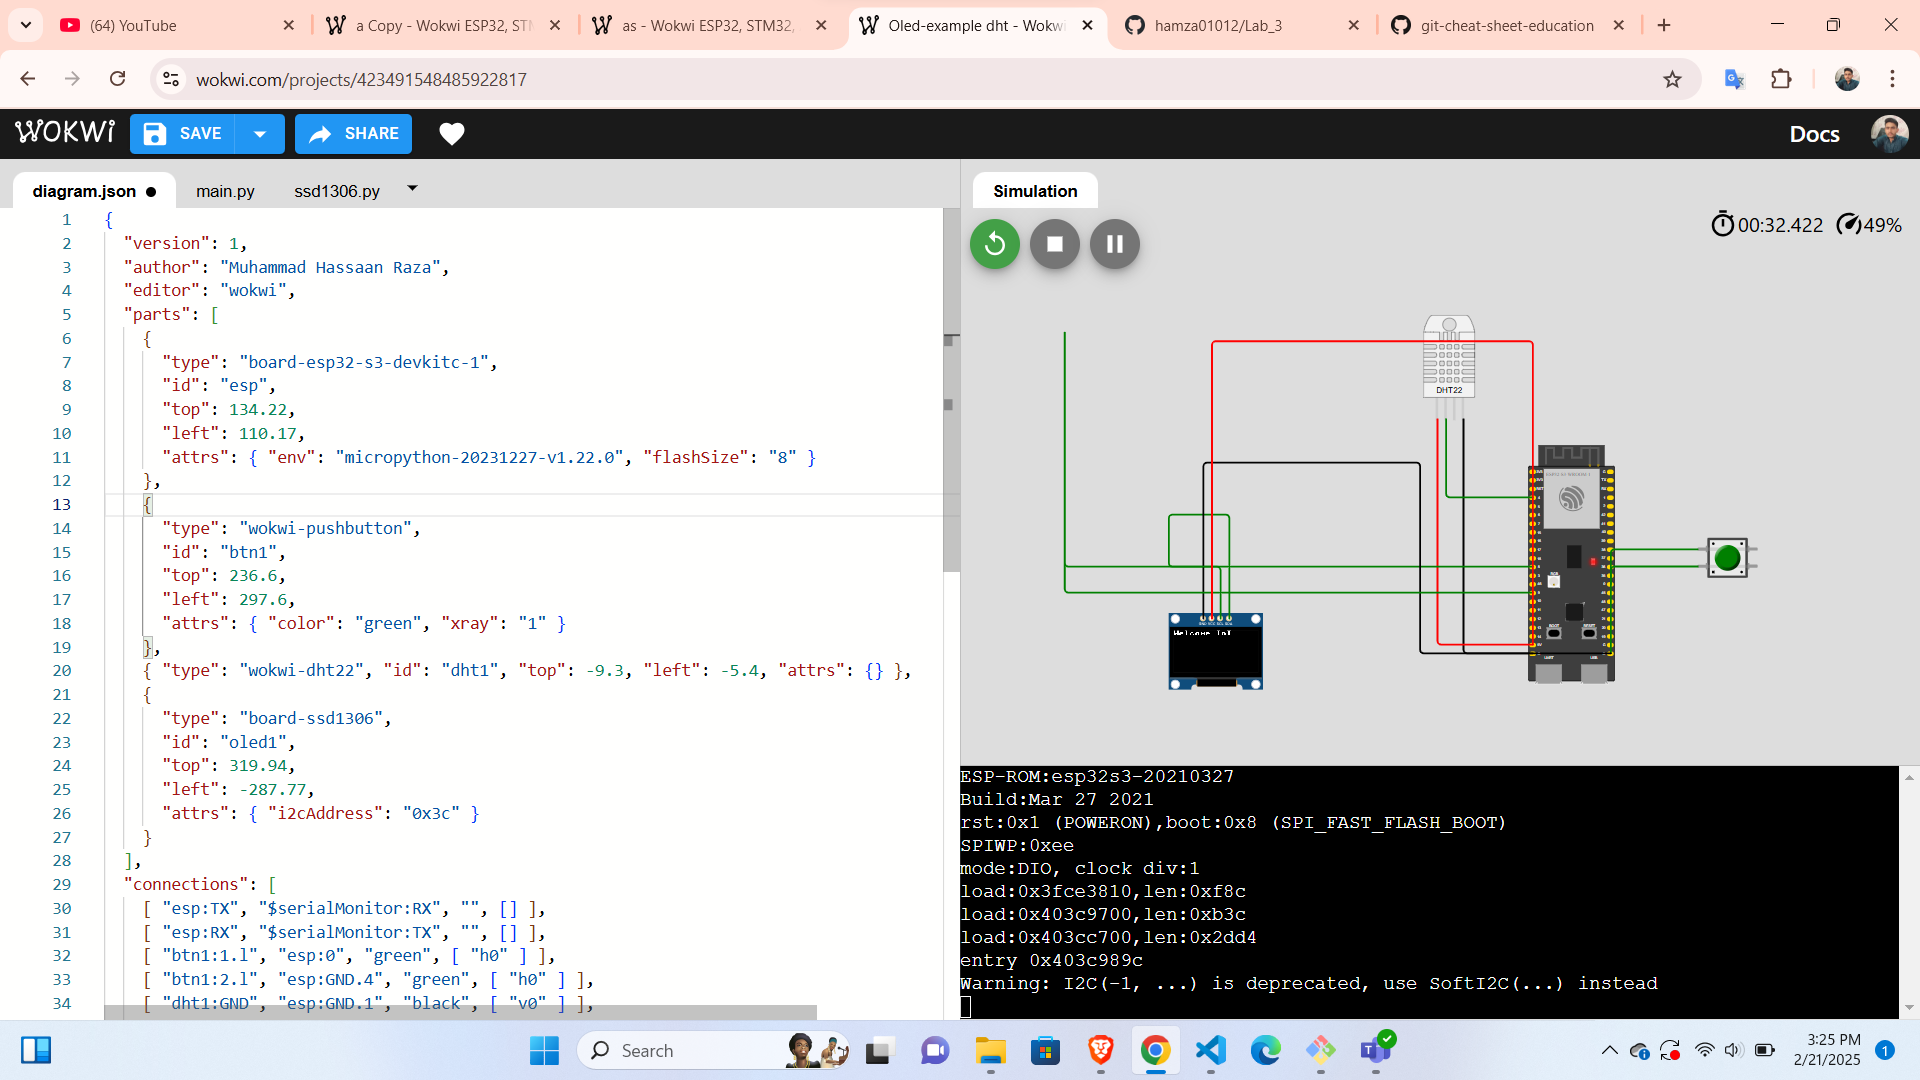 (64) YouTube
a Copy - Wokwi ESP32, STM
as - Wokwi ESP32, STM32,
Oled-example dht - Wokwi
hamza01012/Lab_3
git-cheat-sheet-education
wokwi.com/projects/423491548485922817
WOKWi
SAVE
SHARE
Docs
diagram.json
main.py
ssd1306.py
Simulation
00:32.422
49%
1 {
2 "version": 1,
3 "author": "Muhammad Hassaan Raza",
4 "editor": "wokwi",
5 "parts": [
6 {
7 "type": "board-esp32-s3-devkitc-1",
8 "id": "esp",
9 "top": 134.22,
10 "left": 110.17,
11 "attrs": { "env": "micropython-20231227-v1.22.0", "flashSize": "8" }
12 },
13 {
14 "type": "wokwi-pushbutton",
15 "id": "btn1",
16 "top": 236.6,
17 "left": 297.6,
18 "attrs": { "color": "green", "xray": "1" }
19 },
20 { "type": "wokwi-dht22", "id": "dht1", "top": -9.3, "left": -5.4, "attrs": {} },
21 {
22 "type": "board-ssd1306",
23 "id": "oled1",
24 "top": 319.94,
25 "left": -287.77,
26 "attrs": { "i2cAddress": "0x3c" }
27 }
28 ],
29 "connections": [
30 [ "esp:TX", "$serialMonitor:RX", "", [] ],
31 [ "esp:RX", "$serialMonitor:TX", "", [] ],
32 [ "btn1:1.l", "esp:0", "green", [ "h0" ] ],
33 [ "btn1:2.l", "esp:GND.4", "green", [ "h0" ] ],
34 [ "dht1:GND", "esp:GND.1", "black", [ "v0" ] ],
DHT22
GND VCC SCL SDA
BOOT
RESET
UART
USB
ESP-ROM:esp32s3-20210327
Build:Mar 27 2021
rst:0x1 (POWERON),boot:0x8 (SPI_FAST_FLASH_BOOT)
SPIWP:0xee
mode:DIO, clock div:1
load:0x3fce3810,len:0xf8c
load:0x403c9700,len:0xb3c
load:0x403cc700,len:0x2dd4
entry 0x403c989c
Warning: I2C(-1, ...) is deprecated, use SoftI2C(...) instead
Search
3:25 PM
2/21/2025
1